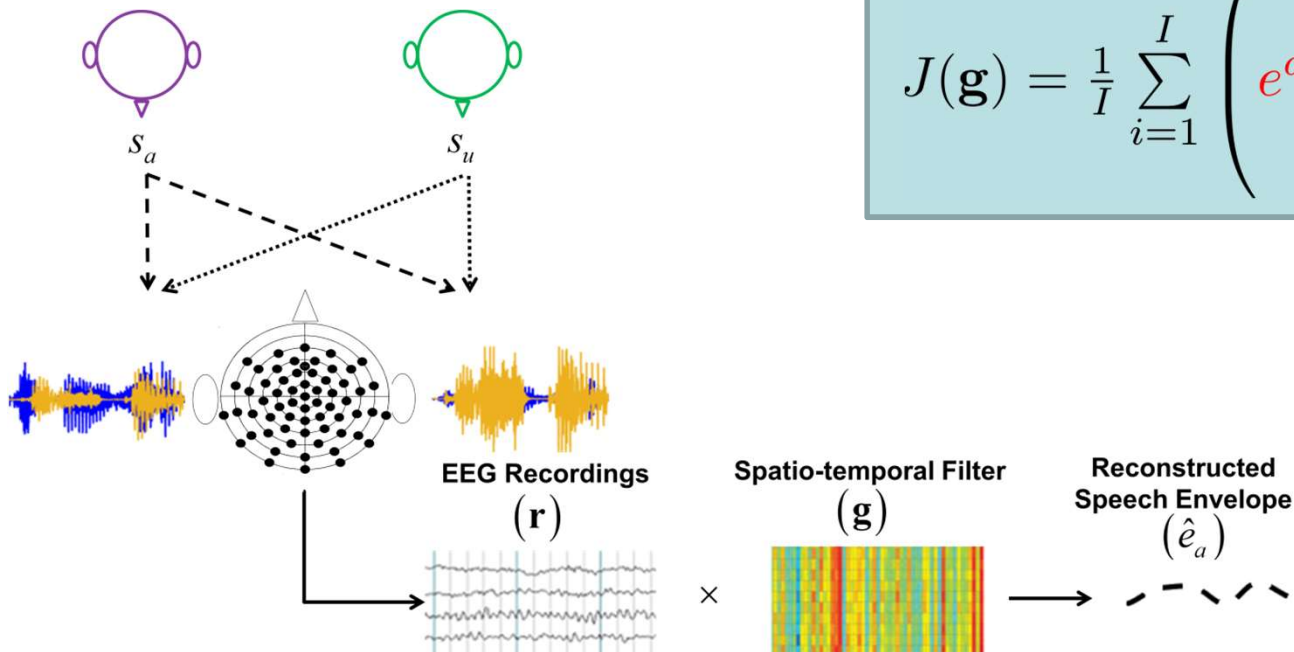 J(g) = 1/I ∑_{i=1}^{I} ( e
s_a
s_u
EEG Recordings
(r)
×
Spatio-temporal Filter
(g)
Reconstructed
Speech Envelope
(ê_a)